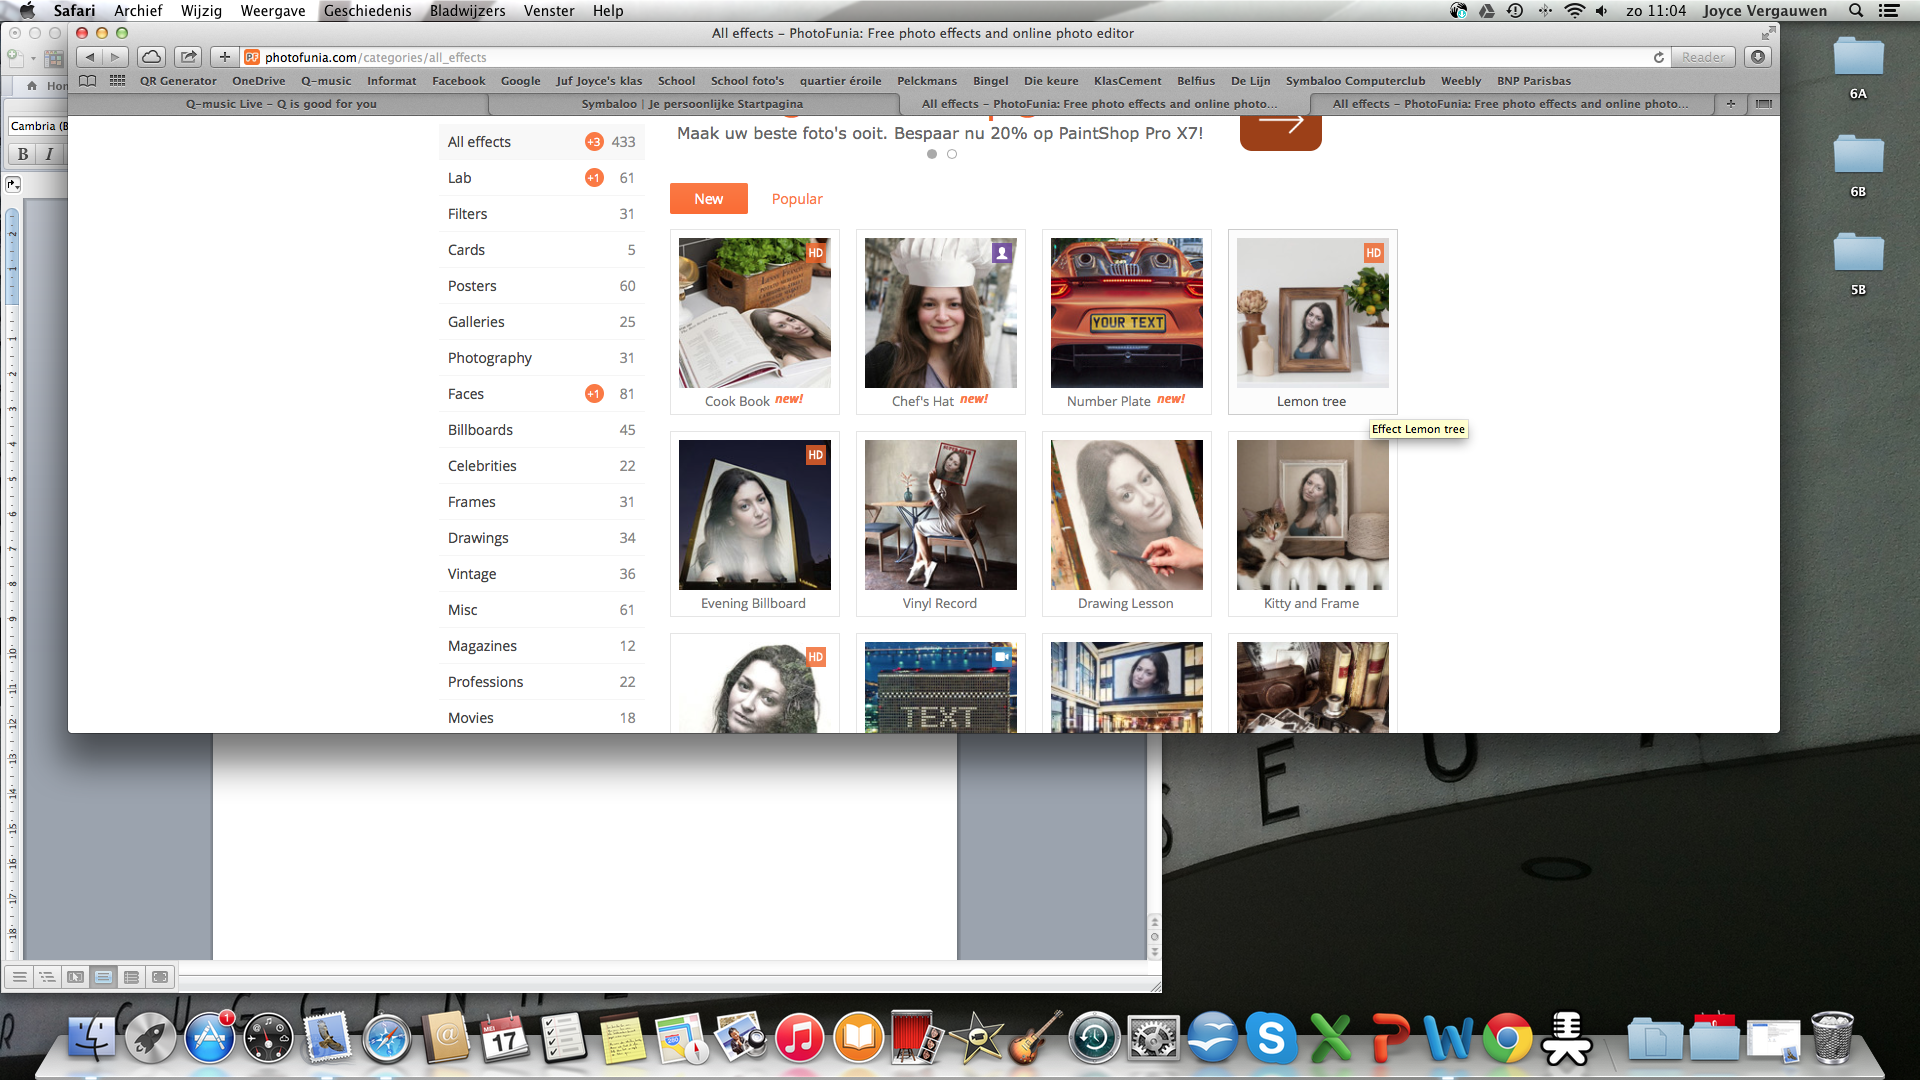 Safari Archief Wijzig Weergave Geschiedenis Bladwijzers Venster Help zo 11:04 Joyce Vergauwen
All effects – PhotoFunia: Free photo effects and online photo editor
photofunia.com/categories/all_effects Reader
QR Generator OneDrive Q-music Informat Facebook Google Juf Joyce's klas School School foto's quartier éroile Pelckmans Bingel Die keure KlasCement Belfius De Lijn Symbaloo Computerclub Weebly BNP Parisbas
Q-music Live – Q is good for you Symbaloo | Je persoonlijke Startpagina All effects – PhotoFunia: Free photo effects and online photo... All effects – PhotoFunia: Free photo effects and online photo...
Maak uw beste foto's ooit. Bespaar nu 20% op PaintShop Pro X7!
New Popular
All effects +3 433
Lab +1 61
Filters 31
Cards 5
Posters 60
Galleries 25
Photography 31
Faces +1 81
Billboards 45
Celebrities 22
Frames 31
Drawings 34
Vintage 36
Misc 61
Magazines 12
Professions 22
Movies 18
HD
YOUR TEXT
HD
Cook Book new! Chef's Hat new! Number Plate new! Lemon tree
Effect Lemon tree
HD
Evening Billboard Vinyl Record Drawing Lesson Kitty and Frame
HD
TEXT
Cambria (B
B I
6A
6B
5B
MEI
17
1
280